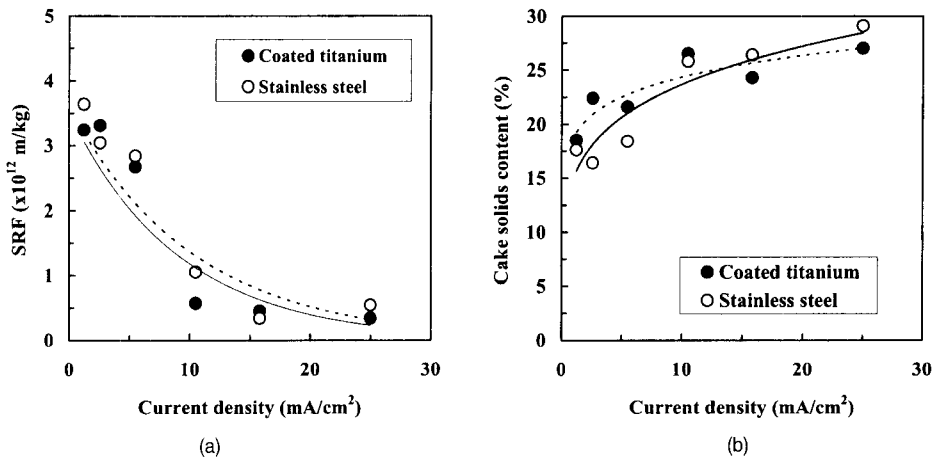 5
4
3
2
1
0
SRF (x10¹² m/kg)
Coated titanium
Stainless steel
0 10 20 30
Current density (mA/cm²)
(a)
30
25
20
15
10
5
0
Cake solids content (%)
Coated titanium
Stainless steel
0 10 20 30
Current density (mA/cm²)
(b)